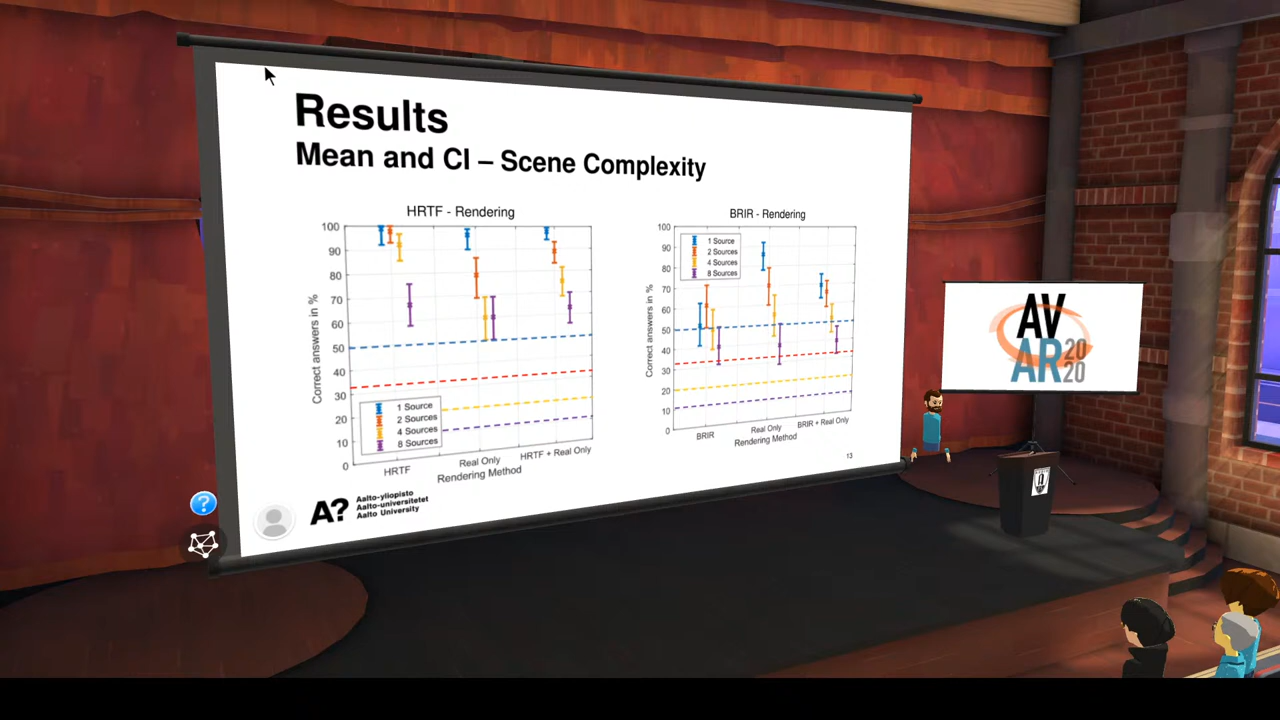 Results
Mean and CI – Scene Complexity
HRTF - Rendering
100
90
80
70
60
50
40
30
20
10
0
Correct answers in %
1 Source
2 Sources
4 Sources
8 Sources
HRTF
Real Only
HRTF + Real Only
Rendering Method
BRIR - Rendering
100
90
80
70
60
50
40
30
20
10
0
Correct answers in %
1 Source
2 Sources
4 Sources
8 Sources
BRIR
Real Only
BRIR + Real Only
Rendering Method
13
A?
Aalto-yliopisto
Aalto-universitetet
Aalto University
?
AV
AR
20
20